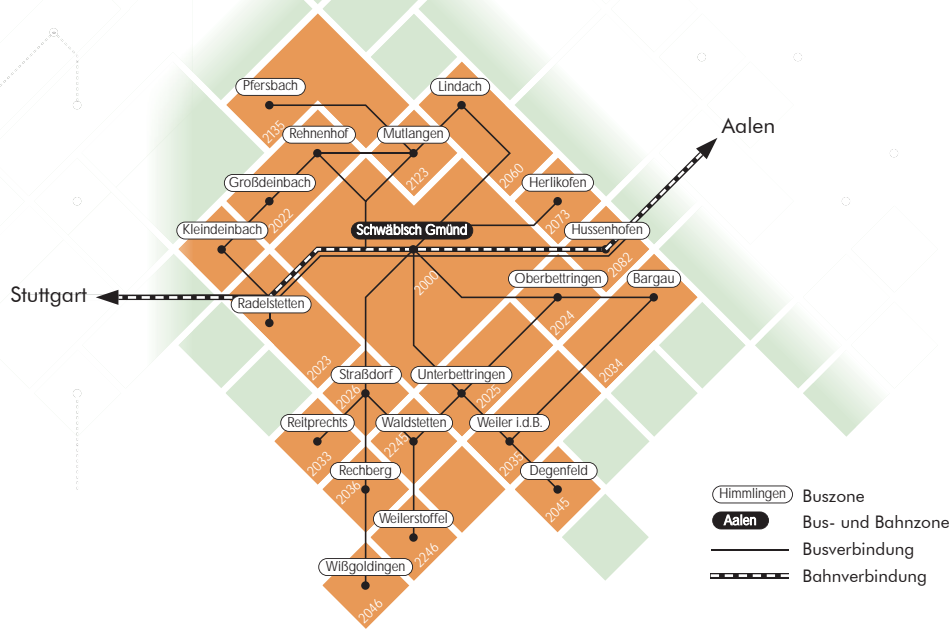 Pfersbach
Lindach
2135
Rehnenhof
Mutlangen
Aalen
2123
2060
Großdeinbach
Herlikofen
2022
2073
Kleindeinbach
Schwäbisch Gmünd
Hussenhofen
2082
2000
Oberbettringen
Bargau
Stuttgart
Radelstetten
2024
2023
Straßdorf
Unterbettringen
2034
2026
2025
Reitprechts
Waldstetten
Weiler i.d.B.
2245
2033
2035
Rechberg
Degenfeld
2036
2045
Weilerstoffel
2246
Wißgoldingen
2046
Himmlingen Buszone
Aalen Bus- und Bahnzone
Busverbindung
Bahnverbindung